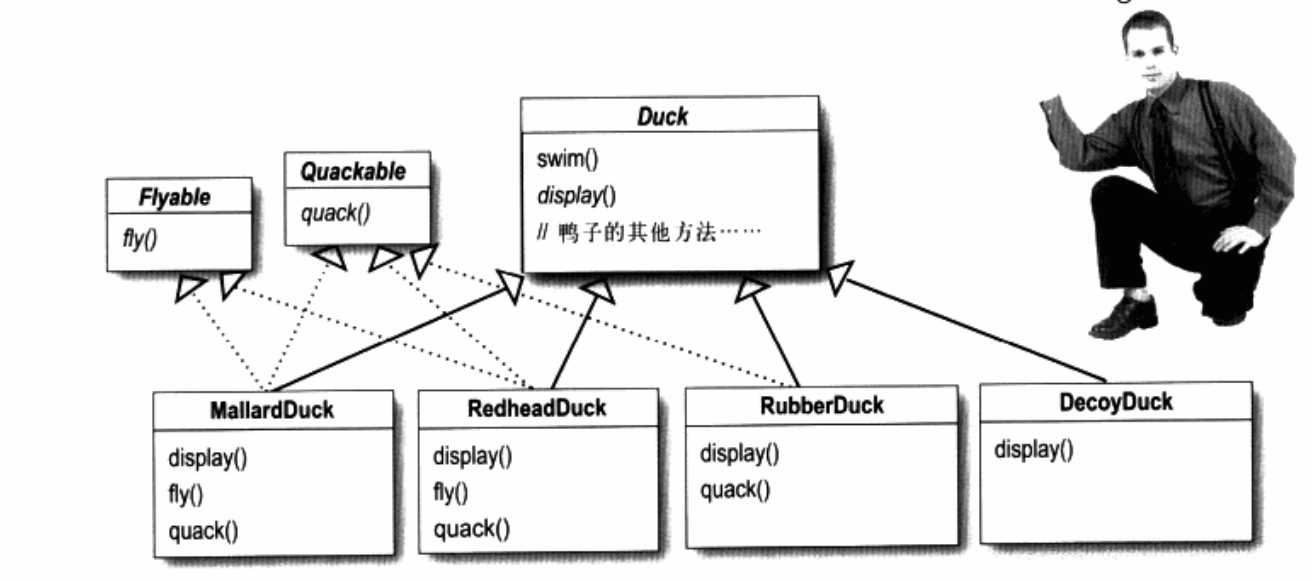 Duck
swim()
display()
// 鸭子的其他方法……
Quackable
quack()
Flyable
fly()
MallardDuck
display()
fly()
quack()
RedheadDuck
display()
fly()
quack()
RubberDuck
display()
quack()
DecoyDuck
display()